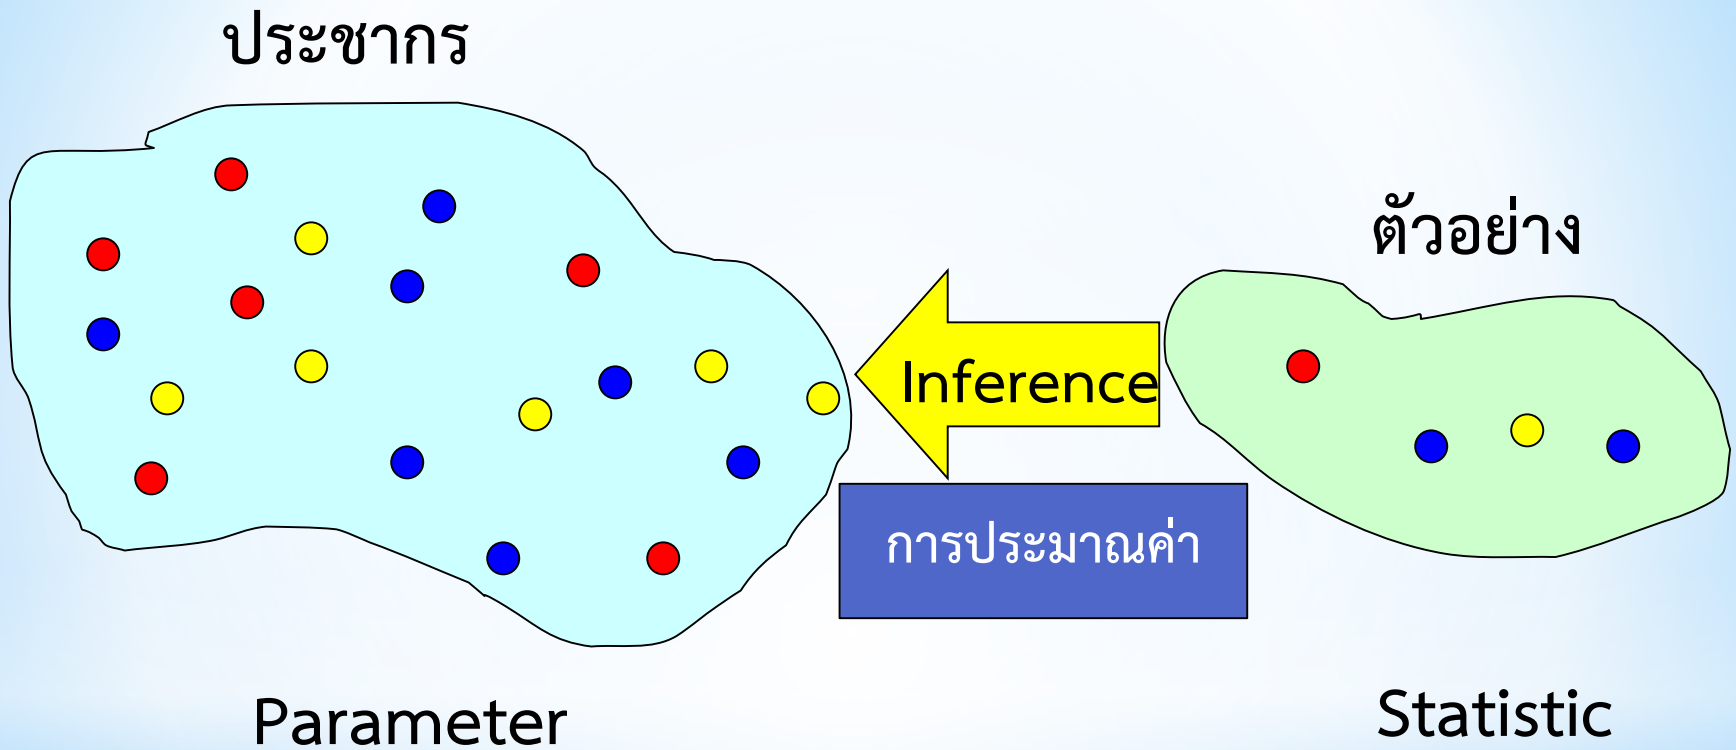 ประชากร
ตัวอย่าง
Inference
การประมาณค่า
Parameter
Statistic